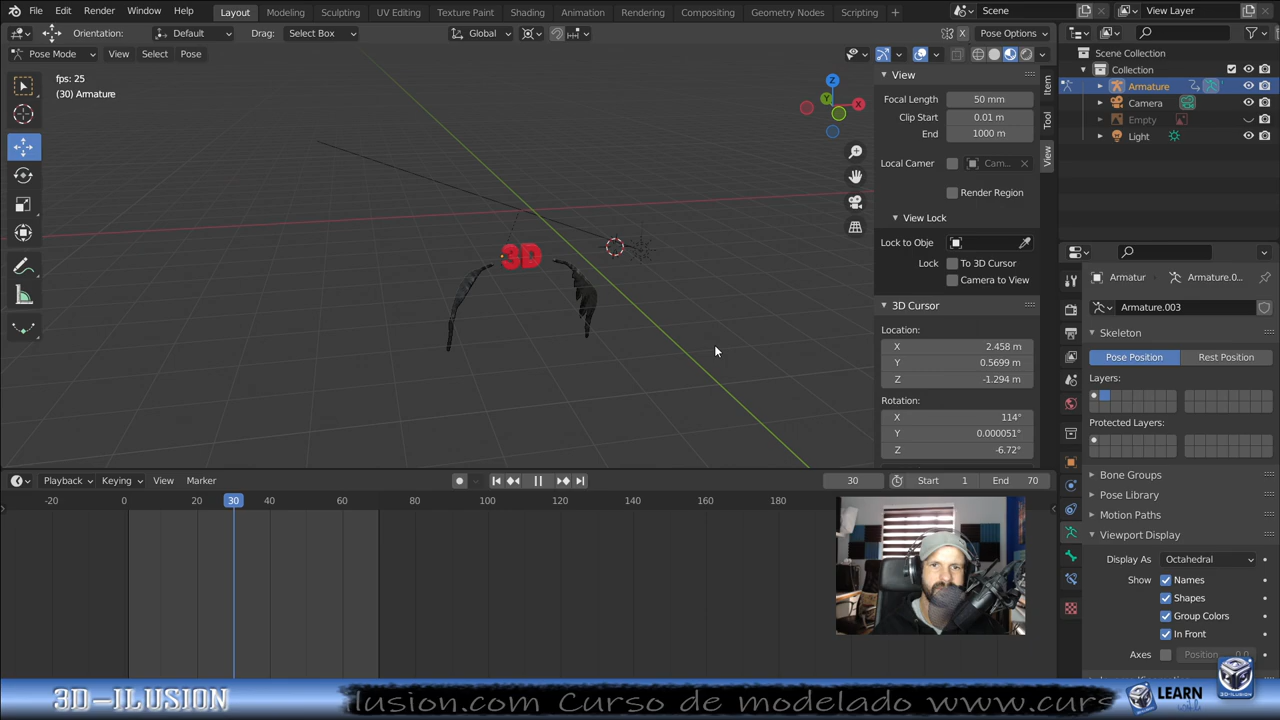 File Edit Render Window Help
Layout Modeling Sculpting UV Editing Texture Paint Shading Animation Rendering Compositing Geometry Nodes Scripting +
Scene
View Layer
Orientation: Default Drag: Select Box Global Pose Options
X
Pose Mode View Select Pose
fps: 25
(30) Armature
Z
Y
X
3D
View
Focal Length 50 mm
Clip Start 0.01 m
End 1000 m
Local Camer Cam...
Render Region
View Lock
Lock to Obje
Lock To 3D Cursor
Camera to View
3D Cursor
Location:
X 2.458 m
Y 0.5699 m
Z -1.294 m
Rotation:
X 114°
Y 0.000051°
Z -6.72°
Item
Tool
View
Scene Collection
Collection
Armature
Camera
Empty
Light
Armatur Armature.0...
Armature.003
Skeleton
Pose Position Rest Position
Layers:
Protected Layers:
Bone Groups
Pose Library
Motion Paths
Viewport Display
Display As Octahedral
Show Names
Shapes
Group Colors
In Front
Axes Position 0.0
Playback Keying View Marker
30 Start 1 End 70
-20 0 20 30 40 60 80 100 120 140 160 180
3D-ILUSION
lusion.com Curso de modelado www.curs
LEARN